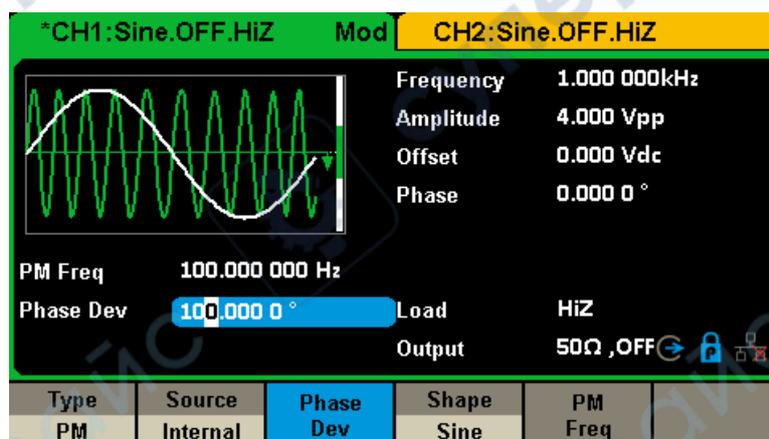 *CH1:Sine.OFF.HiZ Mod CH2:Sine.OFF.HiZ
Frequency 1.000 000kHz
Amplitude 4.000 Vpp
Offset 0.000 Vdc
Phase 0.000 0 °
PM Freq 100.000 000 Hz
Phase Dev 100.000 0 °
Load HiZ
Output 50Ω ,OFF
Type Source Phase Dev Shape PM Freq
PM Internal Sine